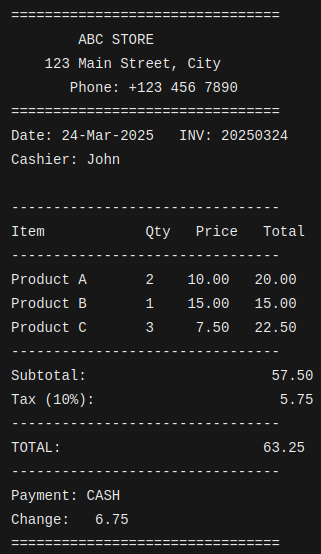 ================================
        ABC STORE
    123 Main Street, City
       Phone: +123 456 7890
================================
Date: 24-Mar-2025   INV: 20250324
Cashier: John

--------------------------------
Item            Qty   Price   Total
--------------------------------
Product A       2    10.00   20.00
Product B       1    15.00   15.00
Product C       3     7.50   22.50
--------------------------------
Subtotal:                      57.50
Tax (10%):                      5.75
--------------------------------
TOTAL:                        63.25
--------------------------------
Payment: CASH
Change:   6.75
================================